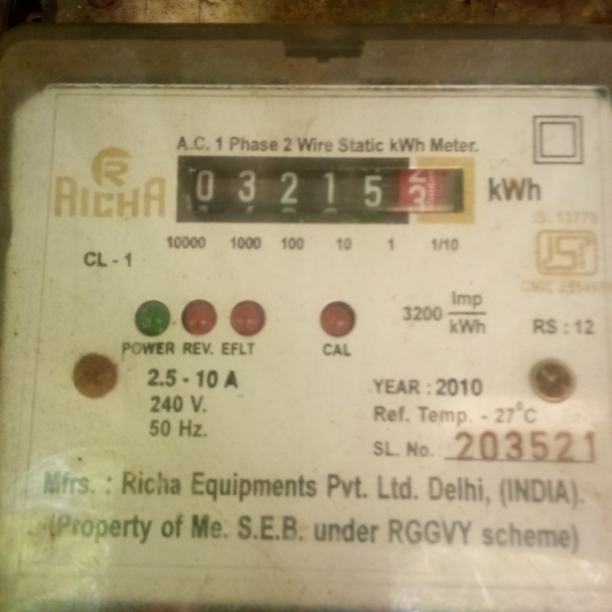 A.C. 1 Phase 2 Wire Static kWh Meter.
RICHA
0 3 2 1 5
kWh
IS: 13779
10000 1000 100 10 1 1/10
CL - 1
3200 Imp
kWh
RS : 12
POWER REV. EFLT CAL
2.5 - 10 A
240 V.
50 Hz.
YEAR : 2010
Ref. Temp. - 27°C
SL. No. 203521
Mfrs. : Richa Equipments Pvt. Ltd. Delhi, (INDIA).
(Property of Me. S.E.B. under RGGVY scheme)